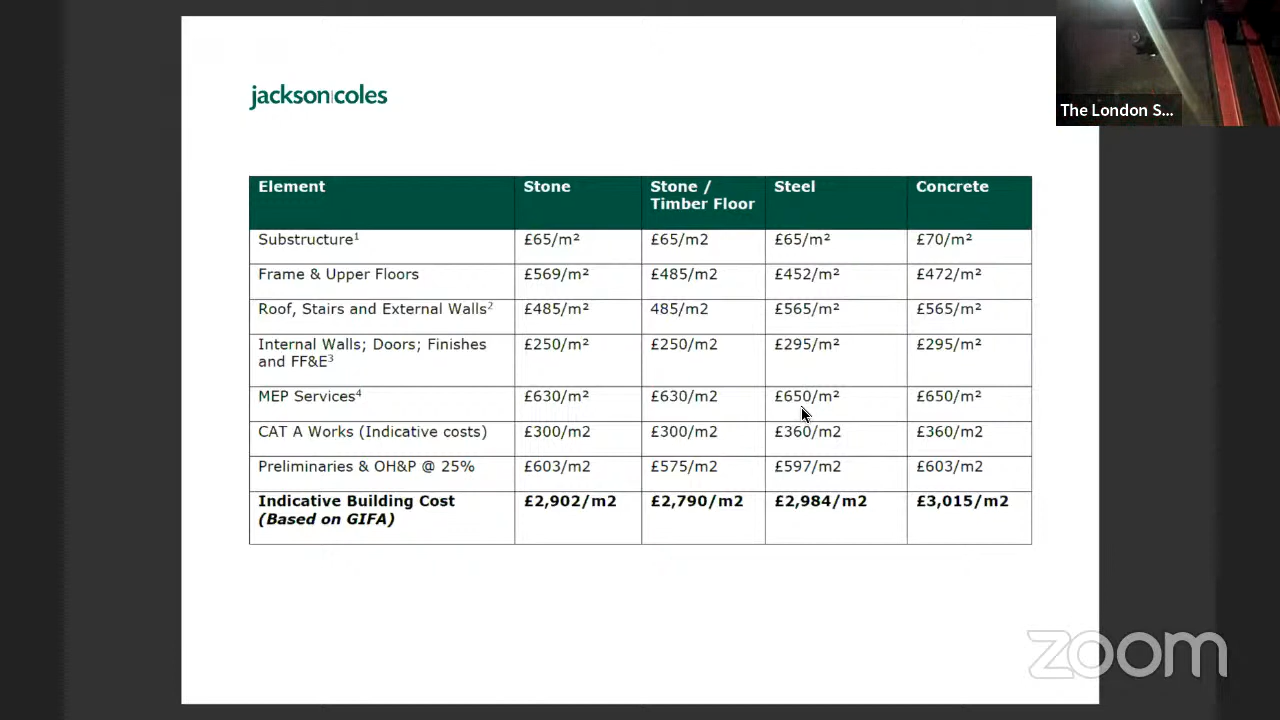 The London S...
jackson|coles
Element Stone Stone / Timber Floor Steel Concrete
Substructure¹ £65/m² £65/m2 £65/m² £70/m²
Frame & Upper Floors £569/m² £485/m2 £452/m² £472/m²
Roof, Stairs and External Walls² £485/m² 485/m2 £565/m² £565/m²
Internal Walls; Doors; Finishes and FF&E³ £250/m² £250/m2 £295/m² £295/m²
MEP Services⁴ £630/m² £630/m2 £650/m² £650/m²
CAT A Works (Indicative costs) £300/m2 £300/m2 £360/m2 £360/m2
Preliminaries & OH&P @ 25% £603/m2 £575/m2 £597/m2 £603/m2
Indicative Building Cost (Based on GIFA) £2,902/m2 £2,790/m2 £2,984/m2 £3,015/m2
zoom